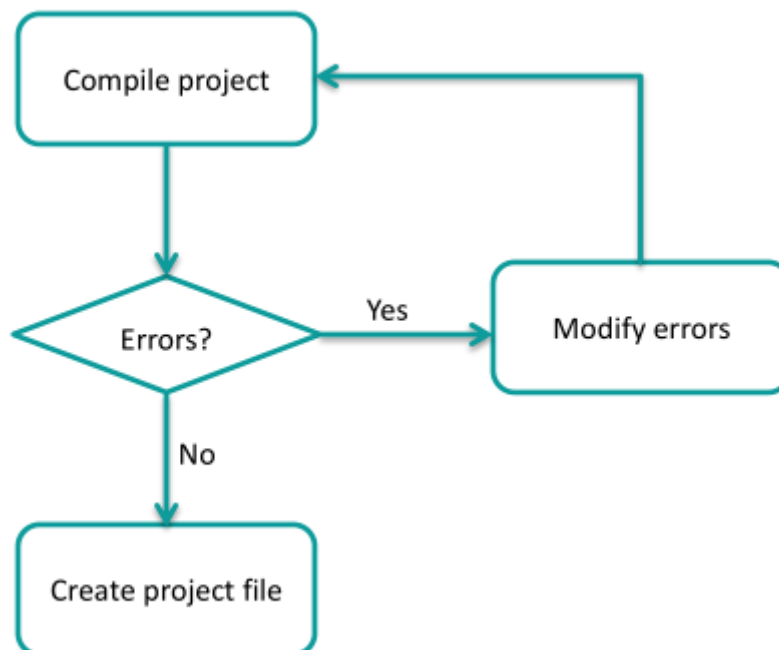 Compile project
Errors?
Yes
Modify errors
No
Create project file